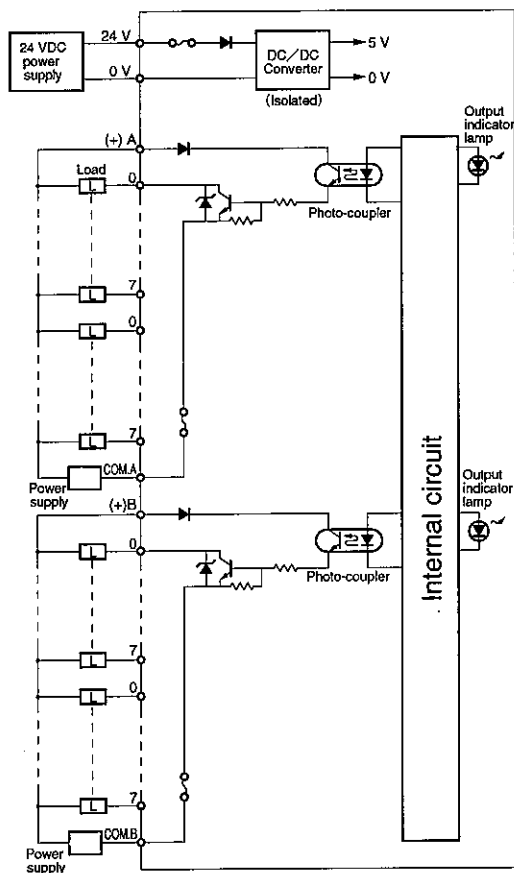 24 VDC
power
supply
24 V
0 V
DC/DC
Converter
(Isolated)
5 V
0 V
Output
indicator
lamp
(+) A
Load
L
0
Photo-coupler
L
7
L
0
L
7
Power
supply
COM.A
Internal circuit
(+)B
L
0
Photo-coupler
Output
indicator
lamp
L
7
L
0
L
7
Power
supply
COM.B